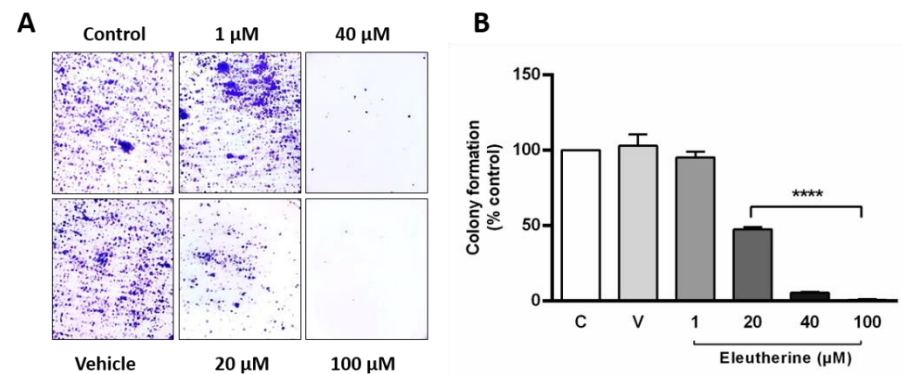 A
Control 1 µM 40 µM
Vehicle 20 µM 100 µM
B
Colony formation
(% control)
150
100
50
0
****
C V 1 20 40 100
Eleutherine (µM)